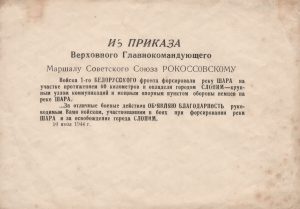 ИЗ ПРИКАЗА
Верховного Главнокомандующего
Маршалу Советского Союза РОКОССОВСКОМУ
Войска 1-го БЕЛОРУССКОГО фронта форсировали реку ШАРА на
участке протяжением 60 километров и овладели городом СЛОНИМ—круп-
ным узлом коммуникаций и мощным опорным пунктом обороны немцев на
реке ШАРА.
...За отличные боевые действия ОБ'ЯВЛЯЮ БЛАГОДАРНОСТЬ руко-
водимым Вами войскам, участвовавшим в боях при форсировании реки
ШАРА и за освобождение города СЛОНИМ.
10 июля 1944 г.